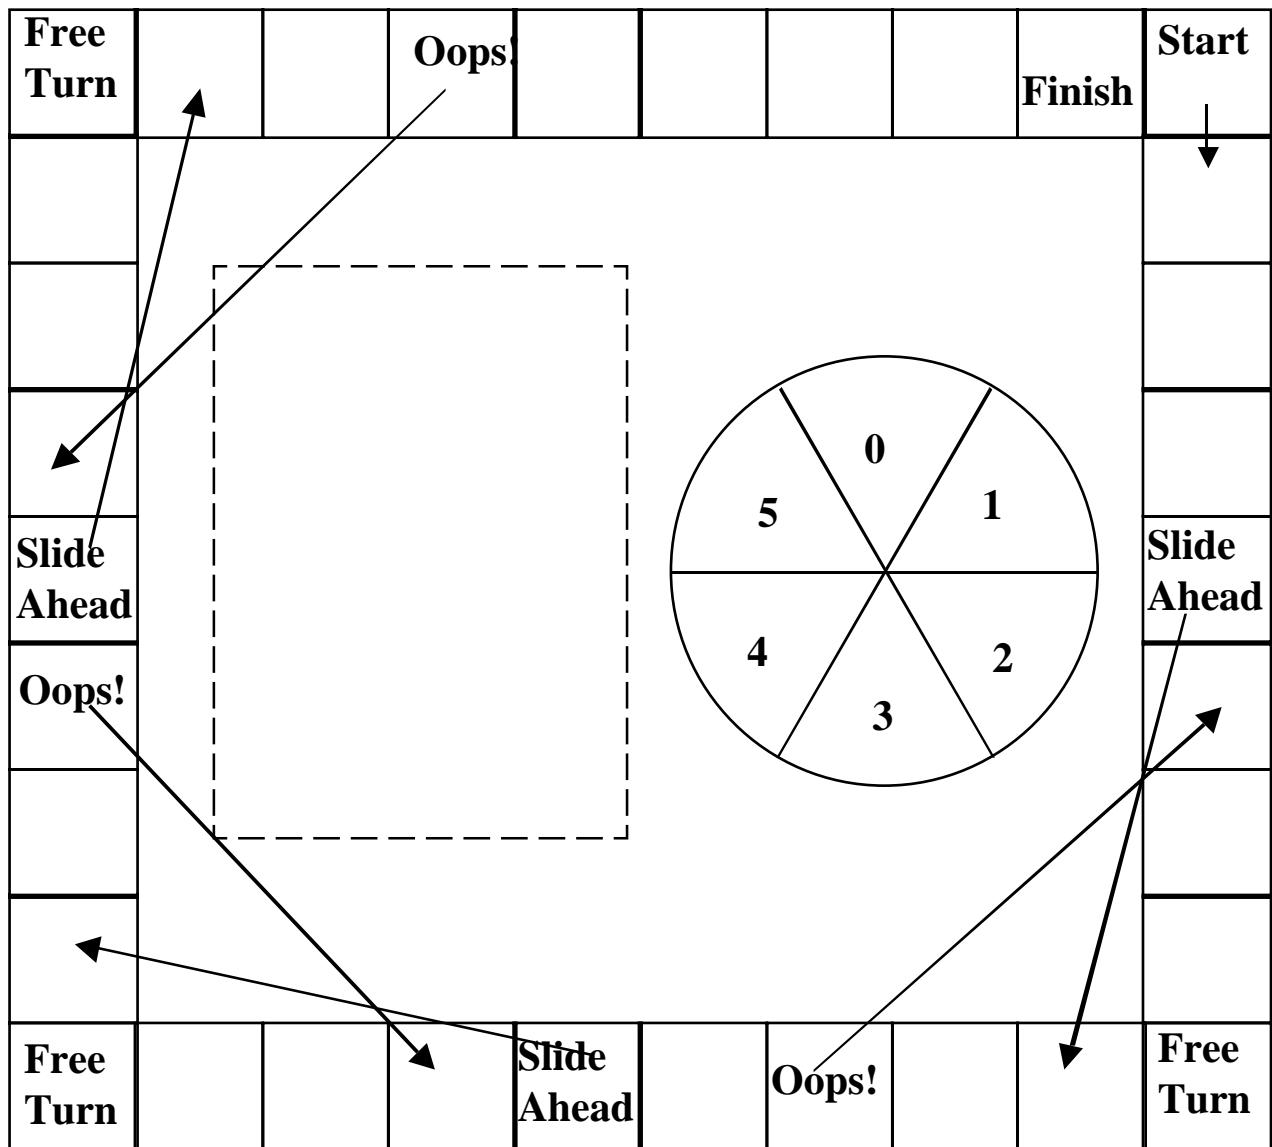 Free
Turn
Oops!
Finish
Start
0
5
1
Slide
Ahead
Slide
Ahead
4
2
Oops!
3
Free
Turn
Slide
Ahead
Oops!
Free
Turn